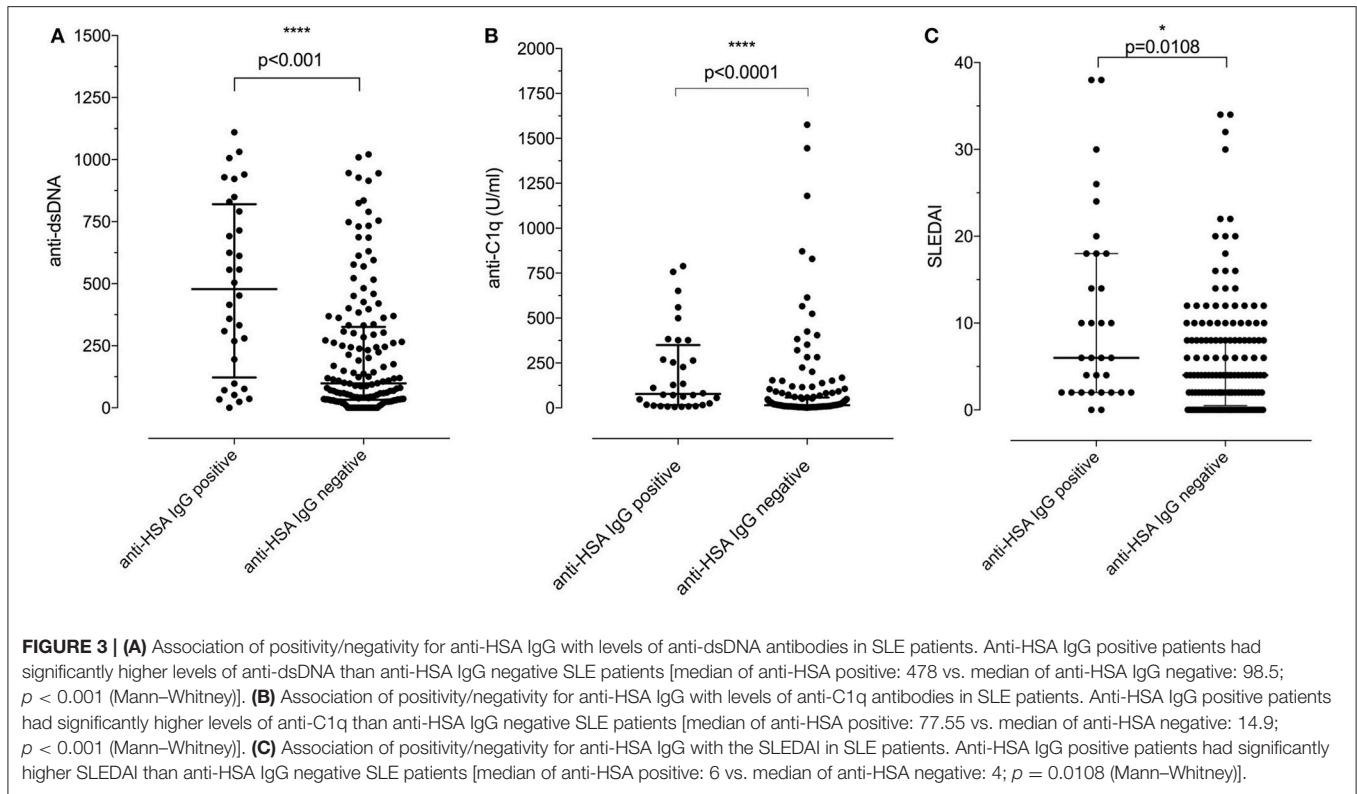 A
****
p<0.001
1500
1250
1000
750
500
250
0
anti-dsDNA
anti-HSA IgG positive
anti-HSA IgG negative
B
****
p<0.0001
2000
1750
1500
1250
1000
750
500
250
0
anti-C1q (U/ml)
anti-HSA IgG positive
anti-HSA IgG negative
C
*
p=0.0108
40
30
20
10
0
SLEDAI
anti-HSA IgG positive
anti-HSA IgG negative
FIGURE 3 | (A) Association of positivity/negativity for anti-HSA IgG with levels of anti-dsDNA antibodies in SLE patients. Anti-HSA IgG positive patients had
significantly higher levels of anti-dsDNA than anti-HSA IgG negative SLE patients [median of anti-HSA positive: 478 vs. median of anti-HSA IgG negative: 98.5;
p < 0.001 (Mann–Whitney)]. (B) Association of positivity/negativity for anti-HSA IgG with levels of anti-C1q antibodies in SLE patients. Anti-HSA IgG positive patients
had significantly higher levels of anti-C1q than anti-HSA IgG negative SLE patients [median of anti-HSA positive: 77.55 vs. median of anti-HSA negative: 14.9;
p < 0.001 (Mann–Whitney)]. (C) Association of positivity/negativity for anti-HSA IgG with the SLEDAI in SLE patients. Anti-HSA IgG positive patients had significantly
higher SLEDAI than anti-HSA IgG negative SLE patients [median of anti-HSA positive: 6 vs. median of anti-HSA negative: 4; p = 0.0108 (Mann–Whitney)].